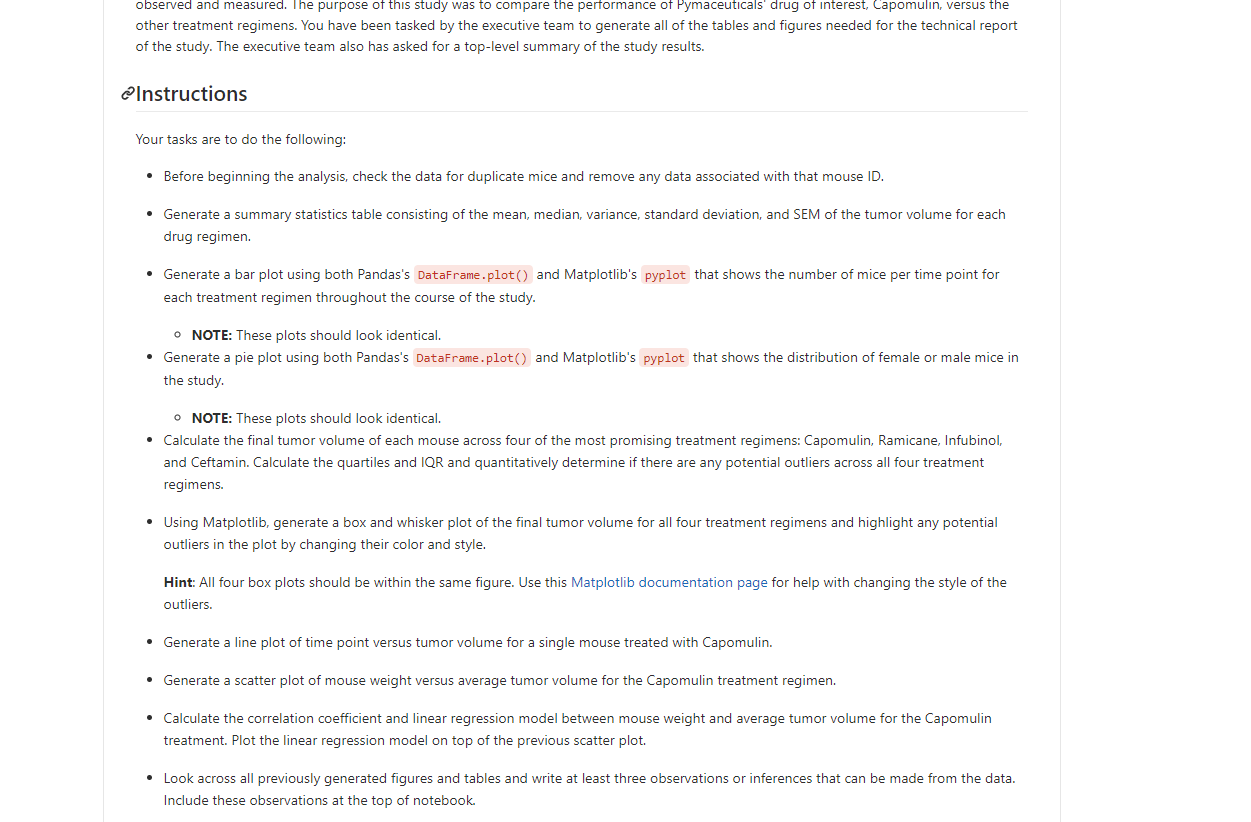 observed and measured. The purpose of this study was to compare the performance of Pymaceuticals' drug of interest, Capomulin, versus the
other treatment regimens. You have been tasked by the executive team to generate all of the tables and figures needed for the technical report
of the study. The executive team also has asked for a top-level summary of the study results.
Instructions
Your tasks are to do the following:
• Before beginning the analysis, check the data for duplicate mice and remove any data associated with that mouse ID.
• Generate a summary statistics table consisting of the mean, median, variance, standard deviation, and SEM of the tumor volume for each
drug regimen.
• Generate a bar plot using both Pandas's DataFrame.plot() and Matplotlib's pyplot that shows the number of mice per time point for
each treatment regimen throughout the course of the study.
◦ NOTE: These plots should look identical.
• Generate a pie plot using both Pandas's DataFrame.plot() and Matplotlib's pyplot that shows the distribution of female or male mice in
the study.
◦ NOTE: These plots should look identical.
• Calculate the final tumor volume of each mouse across four of the most promising treatment regimens: Capomulin, Ramicane, Infubinol,
and Ceftamin. Calculate the quartiles and IQR and quantitatively determine if there are any potential outliers across all four treatment
regimens.
• Using Matplotlib, generate a box and whisker plot of the final tumor volume for all four treatment regimens and highlight any potential
outliers in the plot by changing their color and style.
Hint: All four box plots should be within the same figure. Use this Matplotlib documentation page for help with changing the style of the
outliers.
• Generate a line plot of time point versus tumor volume for a single mouse treated with Capomulin.
• Generate a scatter plot of mouse weight versus average tumor volume for the Capomulin treatment regimen.
• Calculate the correlation coefficient and linear regression model between mouse weight and average tumor volume for the Capomulin
treatment. Plot the linear regression model on top of the previous scatter plot.
• Look across all previously generated figures and tables and write at least three observations or inferences that can be made from the data.
Include these observations at the top of notebook.